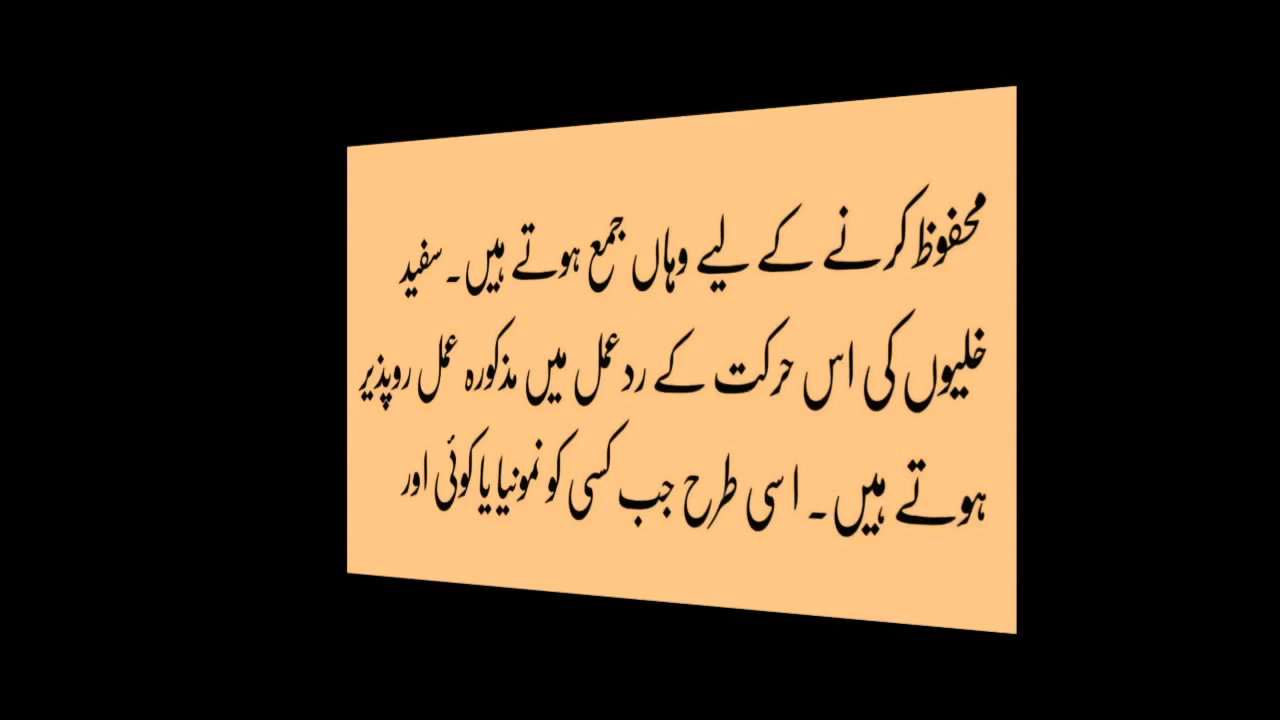 محفوظ کرنے کے لیے وہاں جمع ہوتے ہیں۔ سفید
خلیوں کی اس حرکت کے رد عمل میں مذکورہ عمل روپذیر
ہوتے ہیں۔ اسی طرح جب کسی کو نمونیا یا کوئی اور